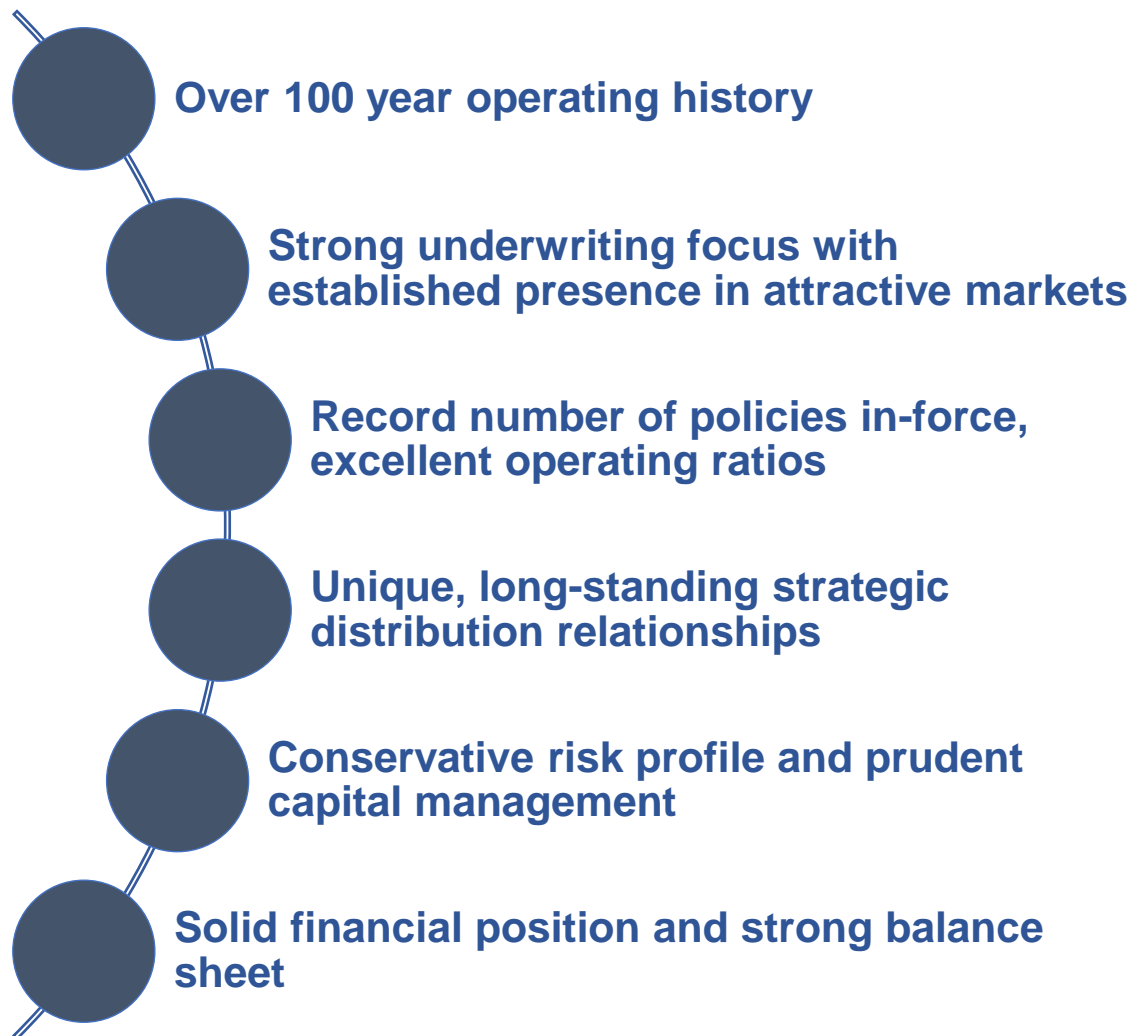 Over 100 year operating history
Strong underwriting focus with
established presence in attractive markets
Record number of policies in-force,
excellent operating ratios
Unique, long-standing strategic
distribution relationships
Conservative risk profile and prudent
capital management
Solid financial position and strong balance
sheet